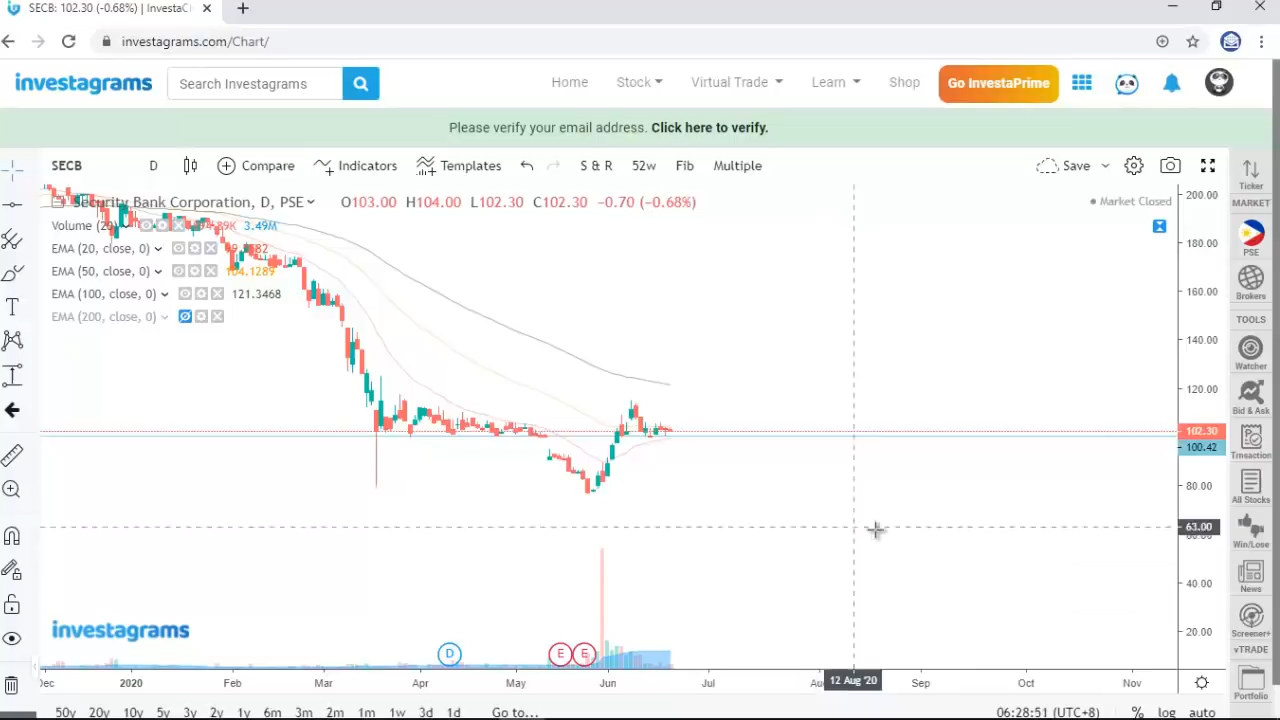 SECB: 102.30 (-0.68%) | InvestaC
investagrams.com/Chart/
investagrams
Search Investagrams
Home
Stock
Virtual Trade
Learn
Shop
Go InvestaPrime
Please verify your email address. Click here to verify.
SECB
D
Compare
Indicators
Templates
S & R
52w
Fib
Multiple
Save
Security Bank Corporation, D, PSE
O103.00 H104.00 L102.30 C102.30 -0.70 (-0.68%)
Market Closed
Volume (20)
3.49M
EMA (20, close, 0)
EMA (50, close, 0)
104.1289
EMA (100, close, 0)
121.3468
EMA (200, close, 0)
200.00
180.00
160.00
140.00
120.00
102.30
100.42
80.00
63.00
60.00
40.00
20.00
investagrams
D
E
E
Dec
2020
Feb
Mar
Apr
May
Jun
Jul
12 Aug '20
Sep
Oct
Nov
50y
20y
10y
5y
3y
2y
1y
6m
3m
2m
1m
1w
3d
1d
Go to...
06:28:51 (UTC+8)
%
log
auto
Ticker
MARKET
PSE
Brokers
TOOLS
Watcher
Bid & Ask
Trnsaction
All Stocks
Win/Lose
News
Screener+
vTRADE
Portfolio